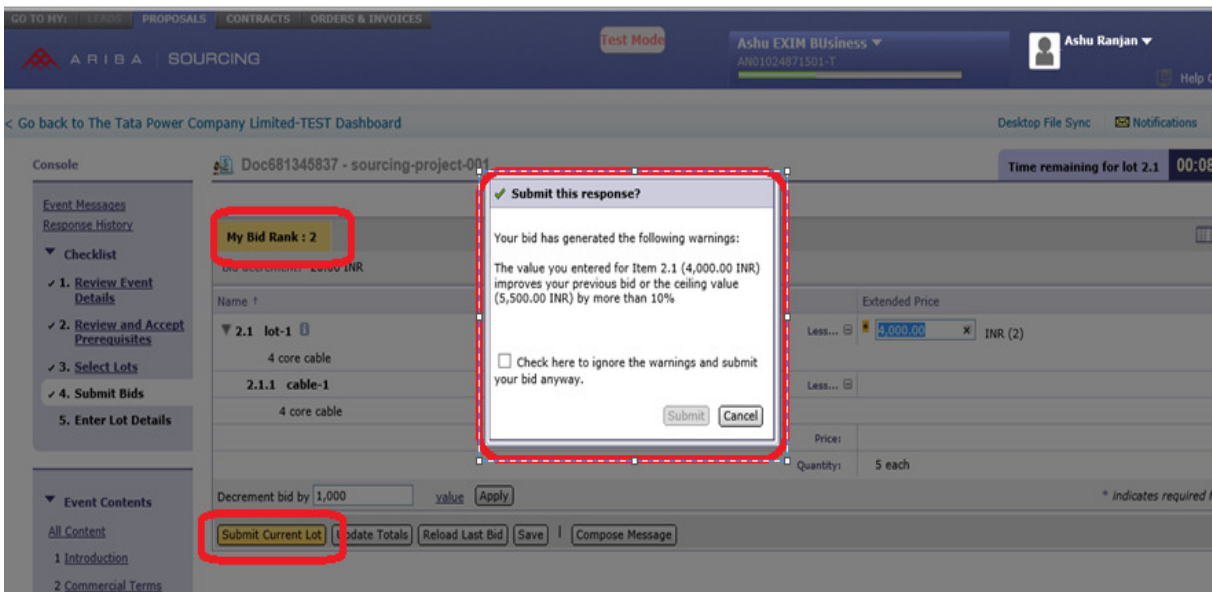 GO TO MY: LEADS PROPOSALS CONTRACTS ORDERS & INVOICES
Test Mode
Ashu EXIM BUsiness
AN01024871501-T
Ashu Ranjan
ARIBA SOURCING
Help
< Go back to The Tata Power Company Limited-TEST Dashboard
Desktop File Sync
Notifications
Console
Doc681345837 - sourcing-project-001
Time remaining for lot 2.1 00:08
Event Messages
Response History
Checklist
✓ 1. Review Event
Details
✓ 2. Review and Accept
Prerequisites
✓ 3. Select Lots
✓ 4. Submit Bids
5. Enter Lot Details
Event Contents
All Content
1 Introduction
2 Commercial Terms
My Bid Rank : 2
Bid decrement: 20.00 INR
Name ↑
Extended Price
2.1 lot-1
Less...
* 4,000.00 × INR (2)
4 core cable
2.1.1 cable-1
Less...
4 core cable
Price:
Quantity: 5 each
Decrement bid by 1,000 value Apply
* indicates required
Submit Current Lot Update Totals Reload Last Bid Save | Compose Message
✓ Submit this response?
Your bid has generated the following warnings:
The value you entered for Item 2.1 (4,000.00 INR)
improves your previous bid or the ceiling value
(5,500.00 INR) by more than 10%
Check here to ignore the warnings and submit
your bid anyway.
Submit Cancel